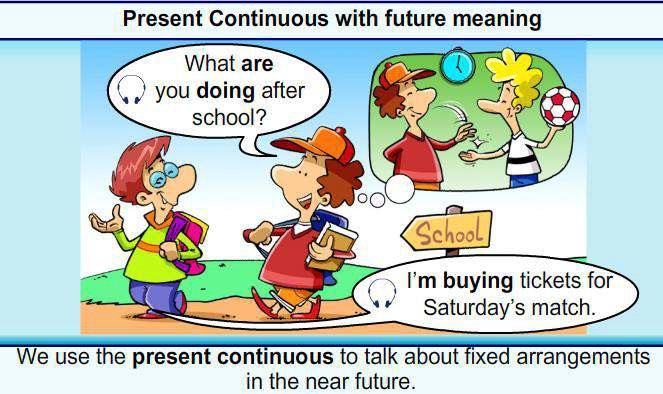 Present Continuous with future meaning
What are
you doing after
school?
School
I'm buying tickets for
Saturday's match.
We use the present continuous to talk about fixed arrangements
in the near future.